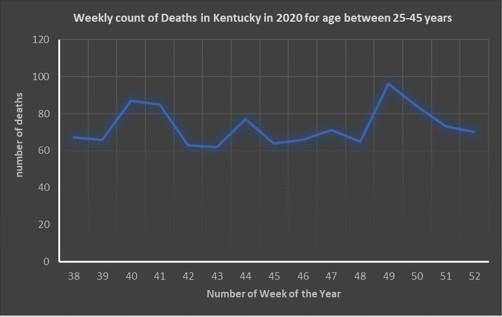 Weekly count of Deaths in Kentucky in 2020 for age between 25-45 years
120
100
80
60
40
20
0
number of deaths
38 39 40 41 42 43 44 45 46 47 48 49 50 51 52
Number of Week of the Year